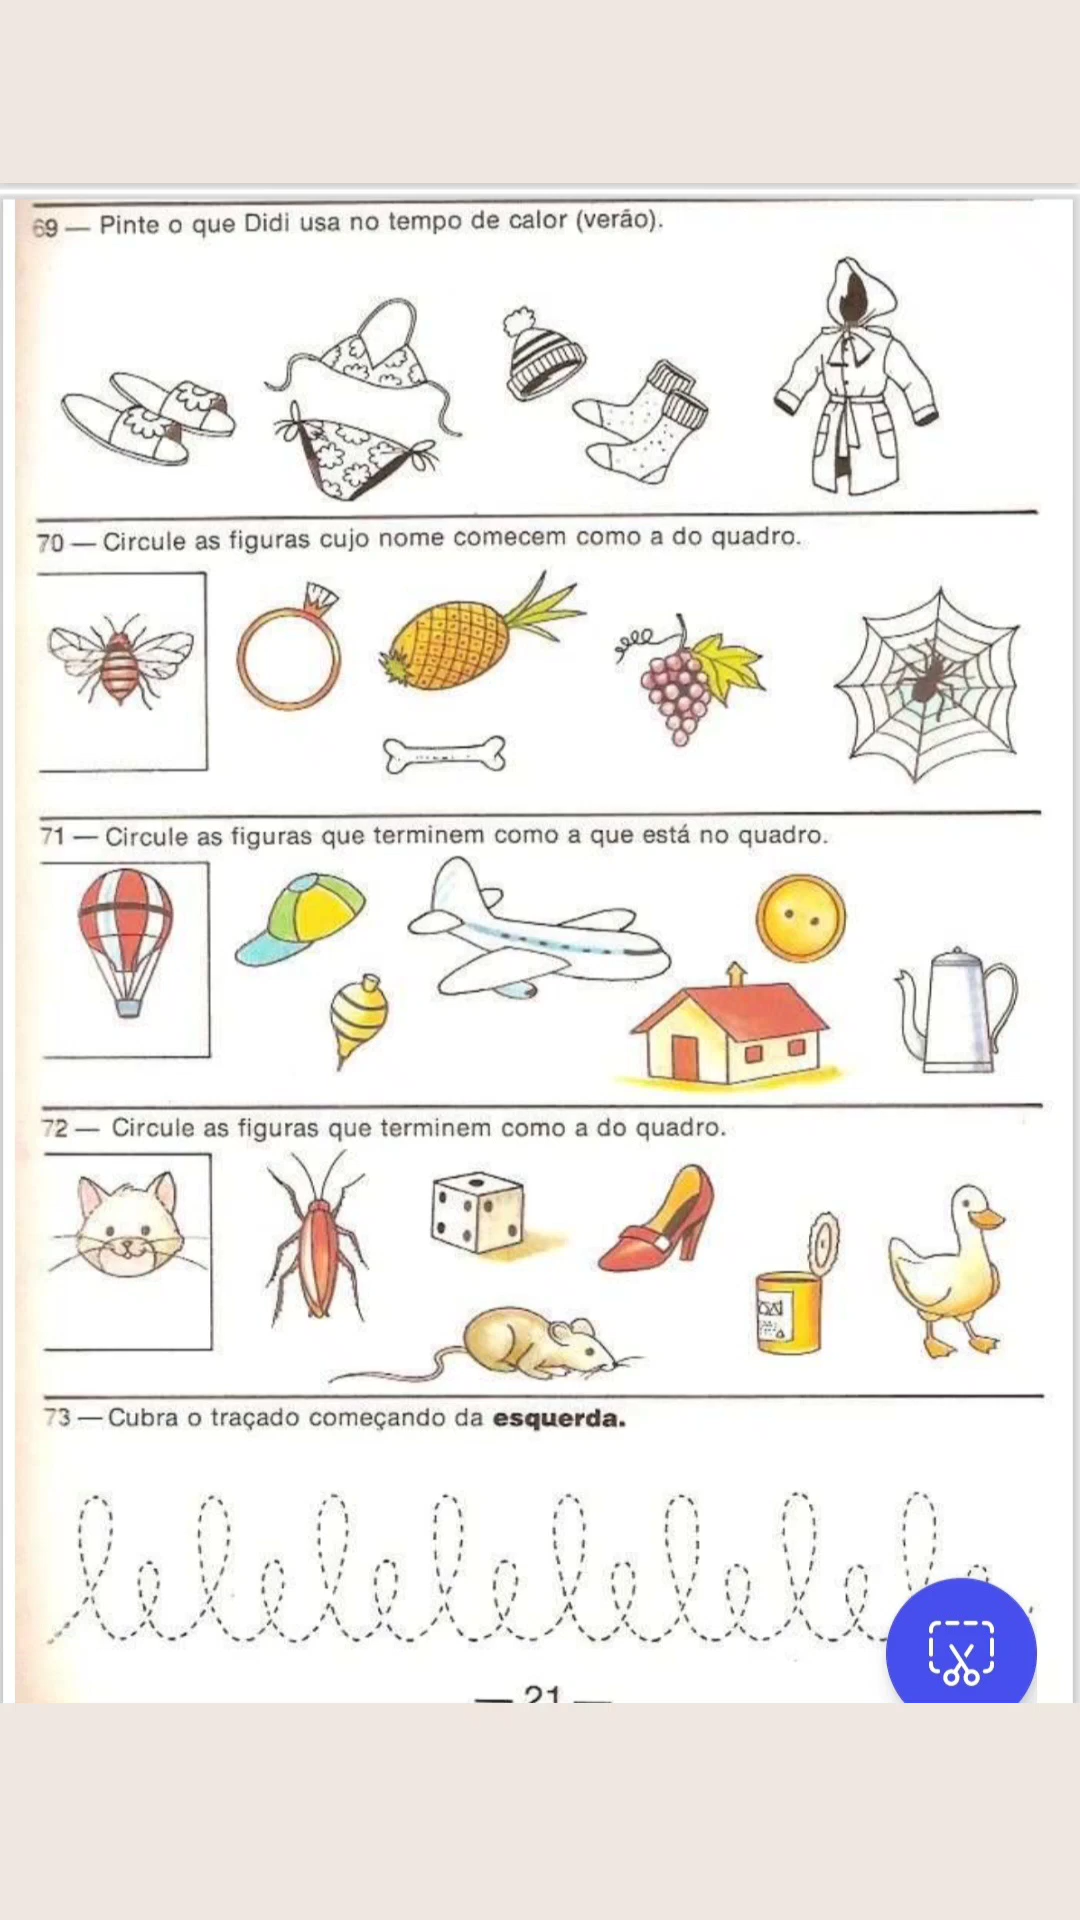 69 — Pinte o que Didi usa no tempo de calor (verão).
70 — Circule as figuras cujo nome comecem como a do quadro.
71 — Circule as figuras que terminem como a que está no quadro.
72 — Circule as figuras que terminem como a do quadro.
73 — Cubra o traçado começando da esquerda.
— 21 —